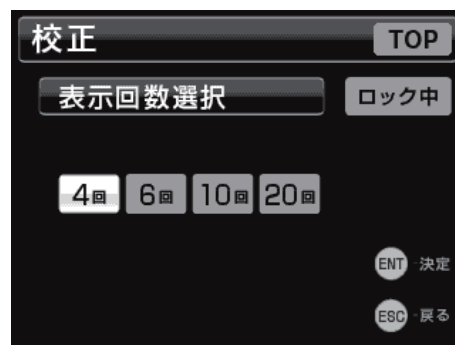 校正 TOP
表示回数選択 ロック中
4回 6回 10回 20回
ENT - 決定
ESC - 戻る